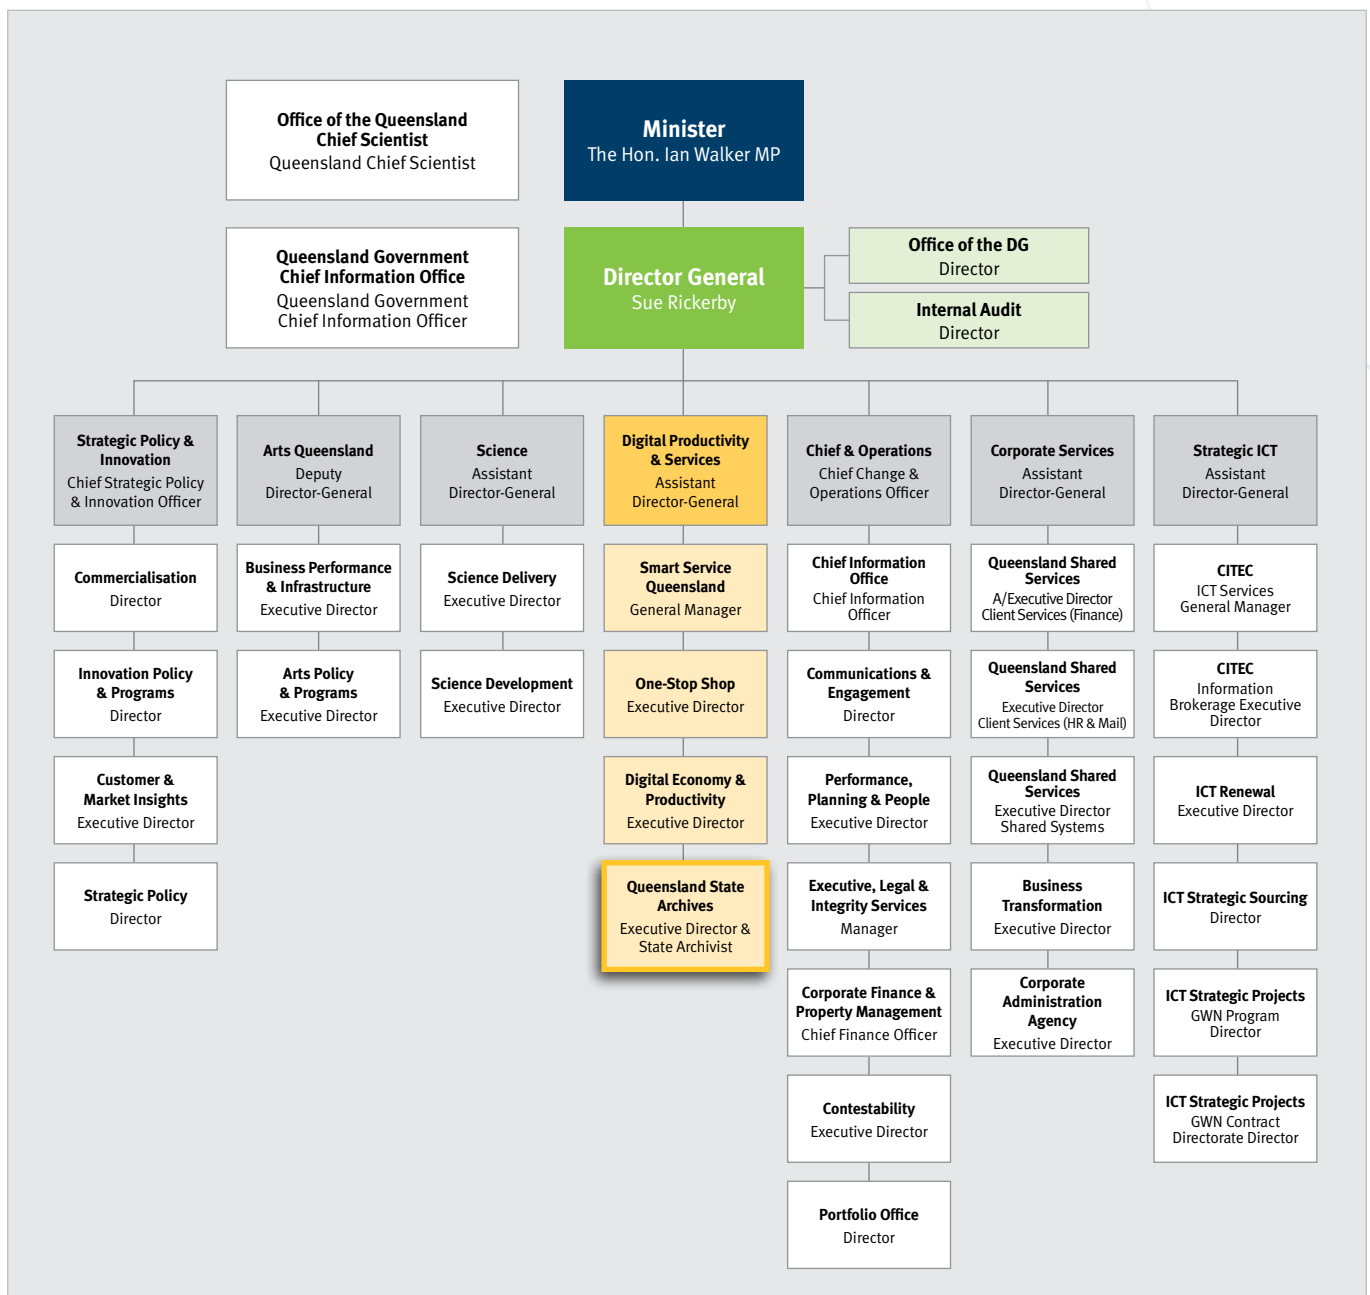 Office of the Queensland
Chief Scientist
Queensland Chief Scientist
Minister
The Hon. Ian Walker MP
Queensland Government
Chief Information Office
Queensland Government
Chief Information Officer
Director General
Sue Rickerby
Office of the DG
Director
Internal Audit
Director
Strategic Policy &
Innovation
Chief Strategic Policy
& Innovation Officer
Commercialisation
Director
Innovation Policy
& Programs
Director
Customer &
Market Insights
Executive Director
Strategic Policy
Director
Arts Queensland
Deputy
Director-General
Business Performance
& Infrastructure
Executive Director
Arts Policy
& Programs
Executive Director
Science
Assistant
Director-General
Science Delivery
Executive Director
Science Development
Executive Director
Digital Productivity
& Services
Assistant
Director-General
Smart Service
Queensland
General Manager
One-Stop Shop
Executive Director
Digital Economy &
Productivity
Executive Director
Queensland State
Archives
Executive Director &
State Archivist
Chief & Operations
Chief Change &
Operations Officer
Chief Information
Office
Chief Information
Officer
Communications &
Engagement
Director
Performance,
Planning & People
Executive Director
Executive, Legal &
Integrity Services
Manager
Corporate Finance &
Property Management
Chief Finance Officer
Contestability
Executive Director
Portfolio Office
Director
Corporate Services
Assistant
Director-General
Queensland Shared
Services
A/Executive Director
Client Services (Finance)
Queensland Shared
Services
Executive Director
Client Services (HR & Mail)
Queensland Shared
Services
Executive Director
Shared Systems
Business
Transformation
Executive Director
Corporate
Administration
Agency
Executive Director
Strategic ICT
Assistant
Director-General
CITEC
ICT Services
General Manager
CITEC
Information
Brokerage Executive
Director
ICT Renewal
Executive Director
ICT Strategic Sourcing
Director
ICT Strategic Projects
GWN Program
Director
ICT Strategic Projects
GWN Contract
Directorate Director